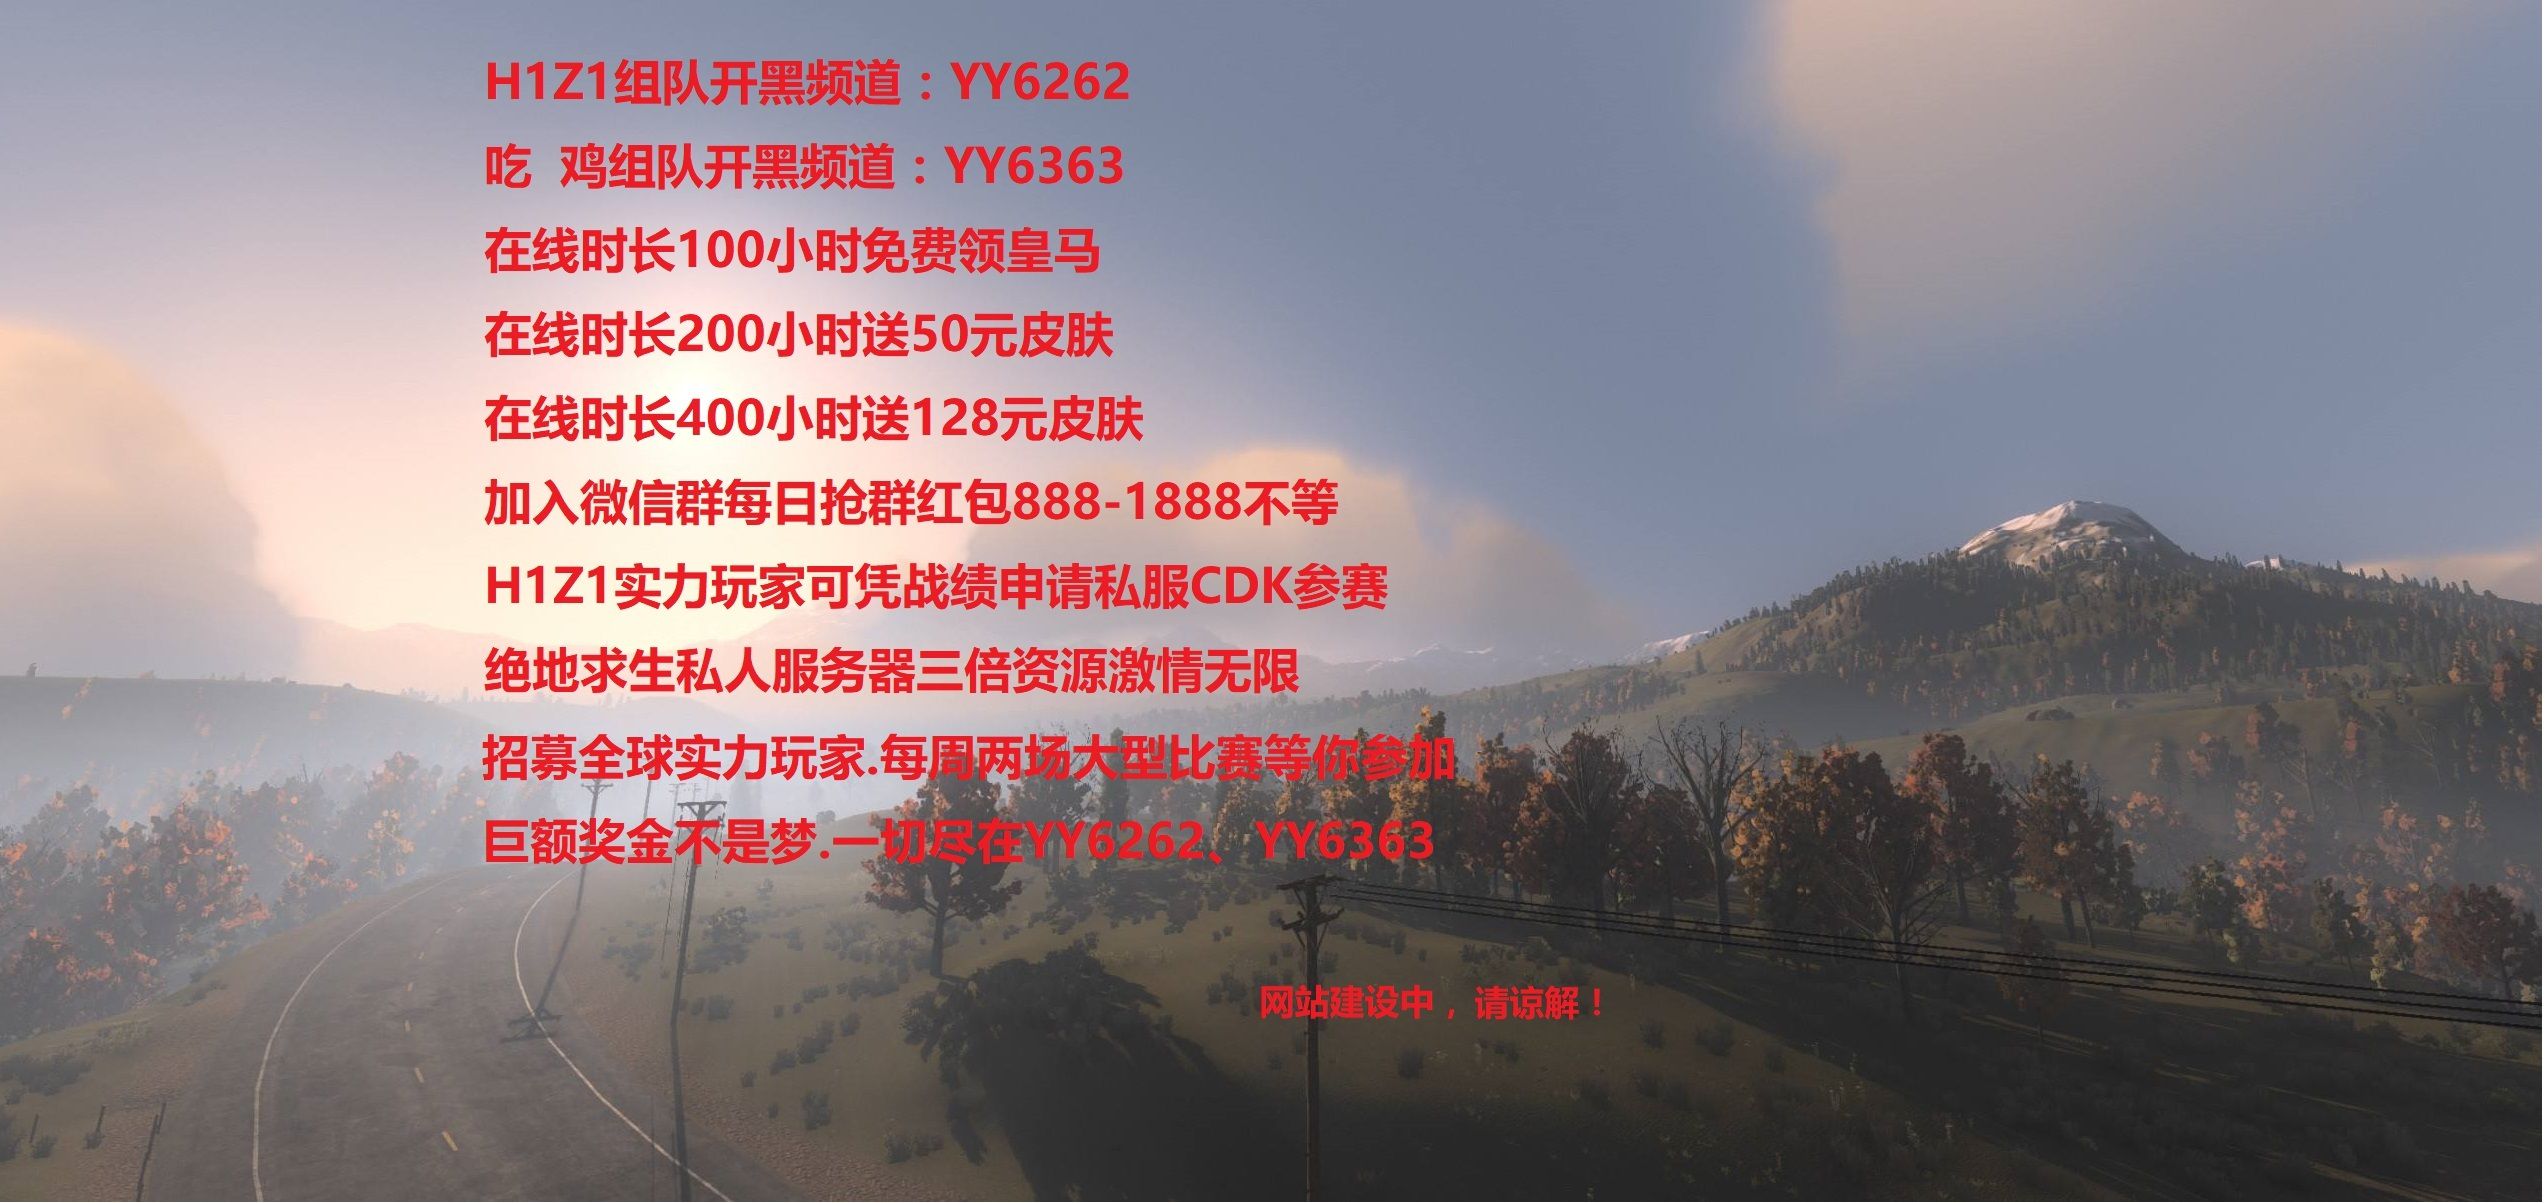 H1Z1组队开黑频道：YY6262
吃 鸡组队开黑频道：YY6363
在线时长100小时免费领皇马
在线时长200小时送50元皮肤
在线时长400小时送128元皮肤
加入微信群每日抢群红包888-1888不等
H1Z1实力玩家可凭战绩申请私服CDK参赛
绝地求生私人服务器三倍资源激情无限
招募全球实力玩家.每周两场大型比赛等你参加
巨额奖金不是梦.一切尽在YY6262、YY6363
网站建设中，请谅解！